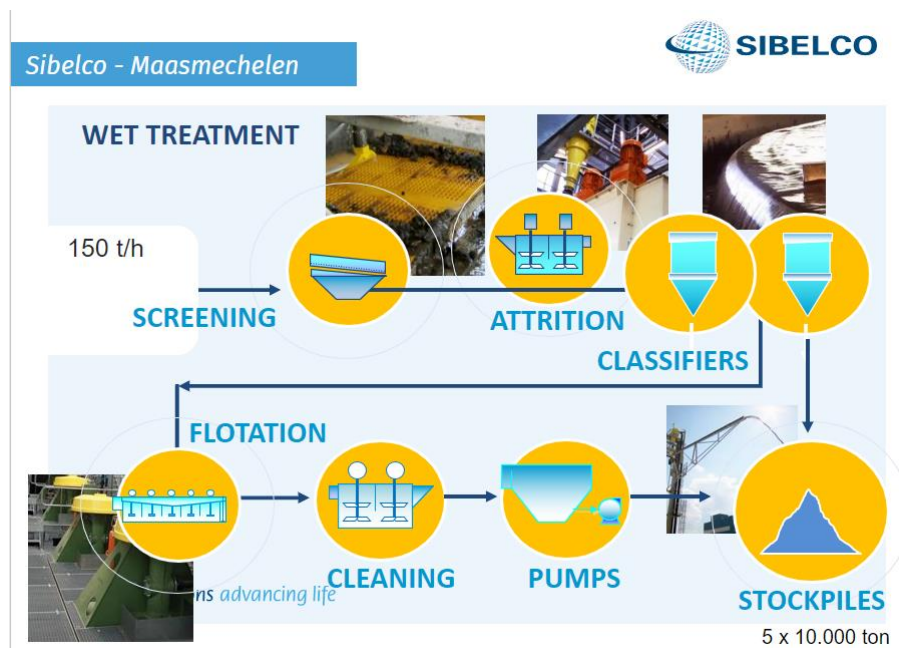 SIBELCO
Sibelco - Maasmechelen
WET TREATMENT
150 t/h
SCREENING
ATTRITION
CLASSIFIERS
FLOTATION
CLEANING
PUMPS
ns advancing life
STOCKPILES
5 x 10.000 ton